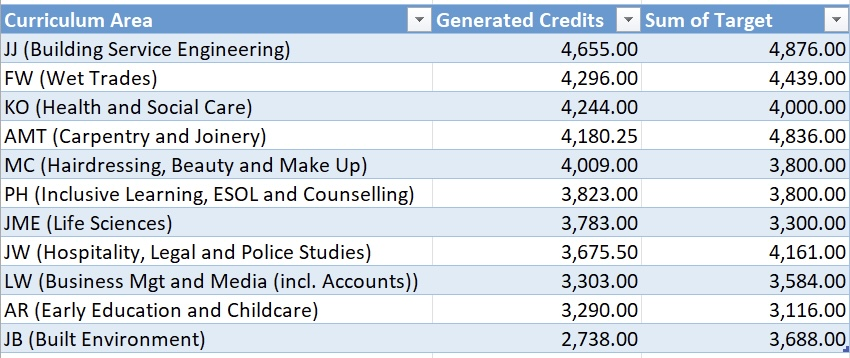 Curriculum Area Generated Credits Sum of Target
JJ (Building Service Engineering) 4,655.00 4,876.00
FW (Wet Trades) 4,296.00 4,439.00
KO (Health and Social Care) 4,244.00 4,000.00
AMT (Carpentry and Joinery) 4,180.25 4,836.00
MC (Hairdressing, Beauty and Make Up) 4,009.00 3,800.00
PH (Inclusive Learning, ESOL and Counselling) 3,823.00 3,800.00
JME (Life Sciences) 3,783.00 3,300.00
JW (Hospitality, Legal and Police Studies) 3,675.50 4,161.00
LW (Business Mgt and Media (incl. Accounts)) 3,303.00 3,584.00
AR (Early Education and Childcare) 3,290.00 3,116.00
JB (Built Environment) 2,738.00 3,688.00